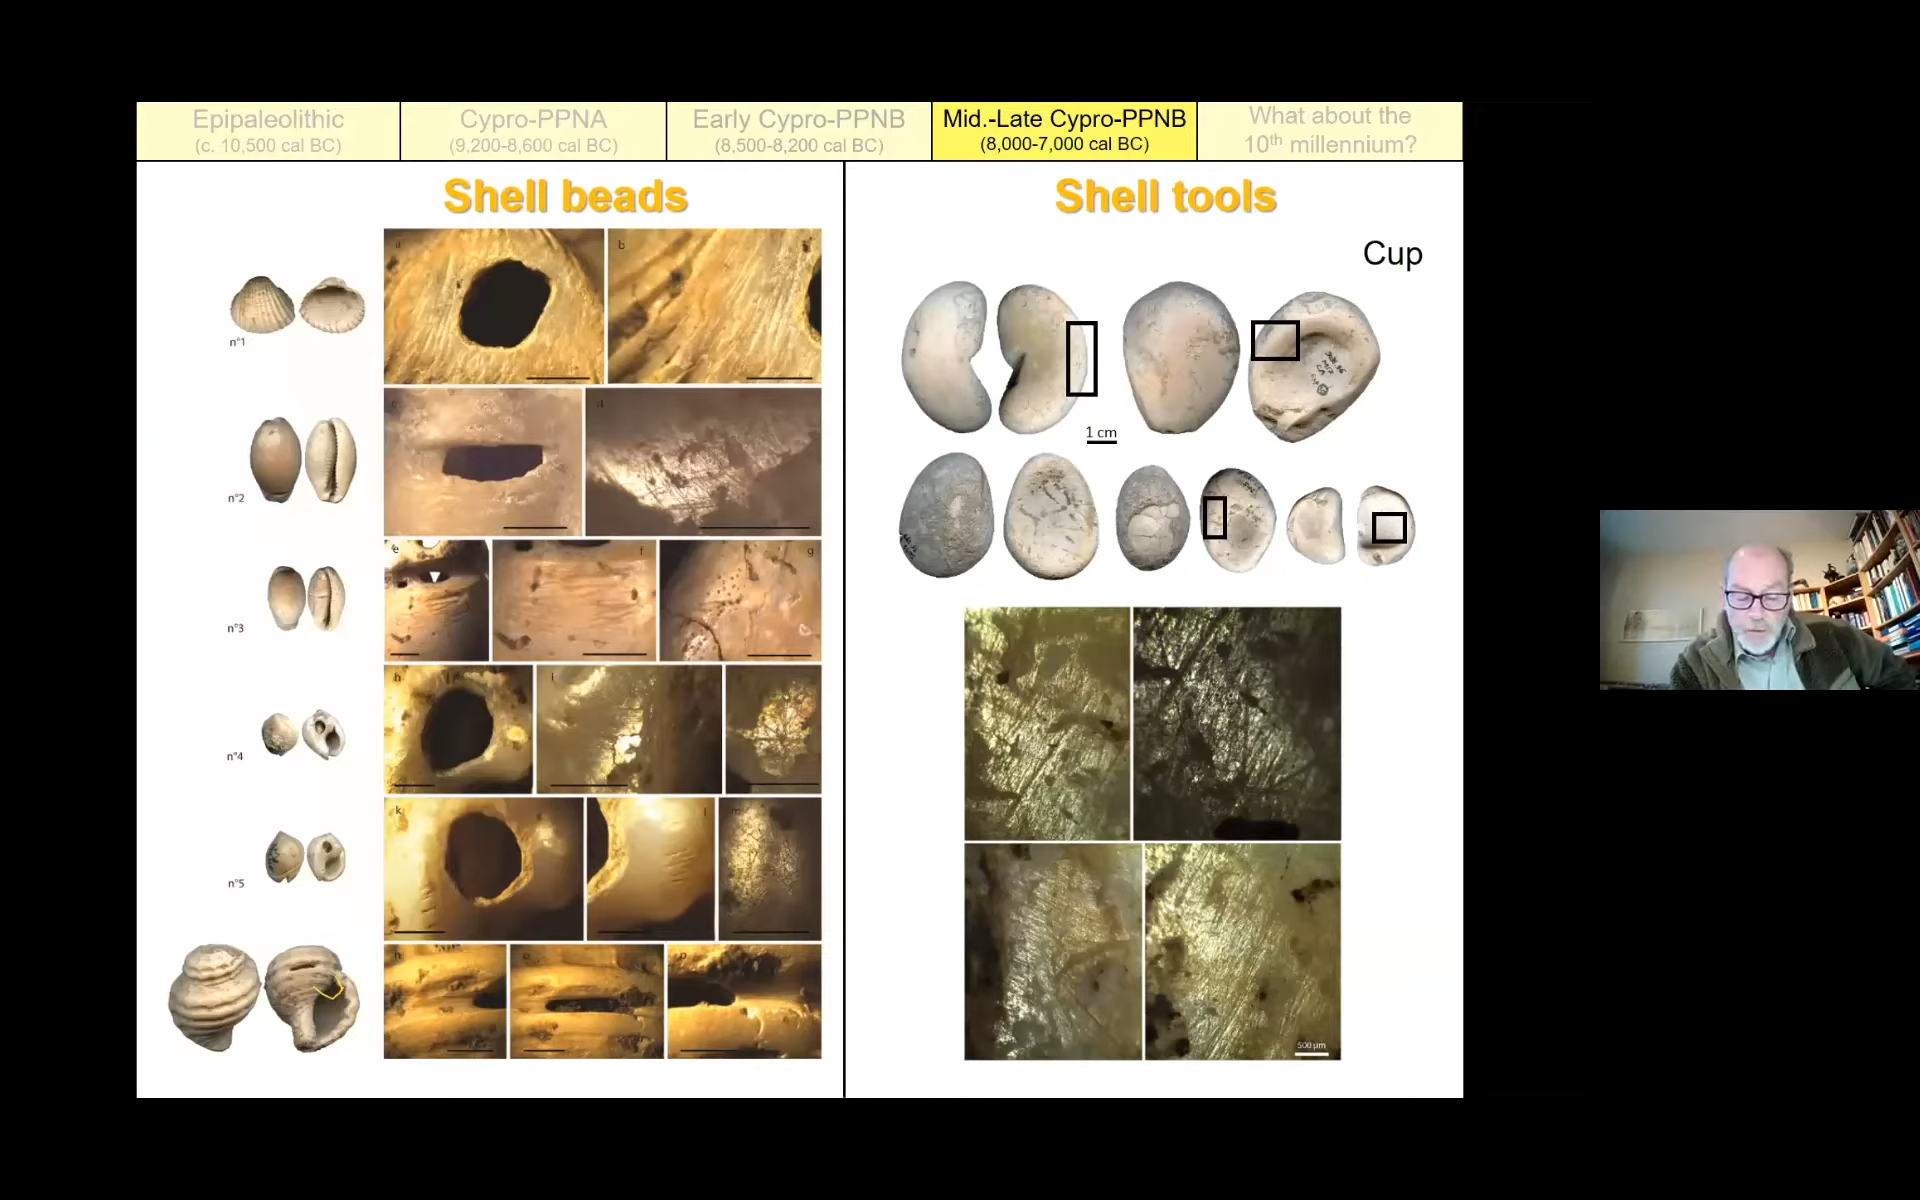 Epipaleolithic
(c. 10,500 cal BC)
Cypro-PPNA
(9,200-8,600 cal BC)
Early Cypro-PPNB
(8,500-8,200 cal BC)
Mid.-Late Cypro-PPNB
(8,000-7,000 cal BC)
What about the
10th millennium?
Shell beads
n°1
n°2
n°3
n°4
n°5
a
b
c
d
e
f
g
h
i
k
l
m
n
o
p
Shell tools
Cup
1 cm
500 µm